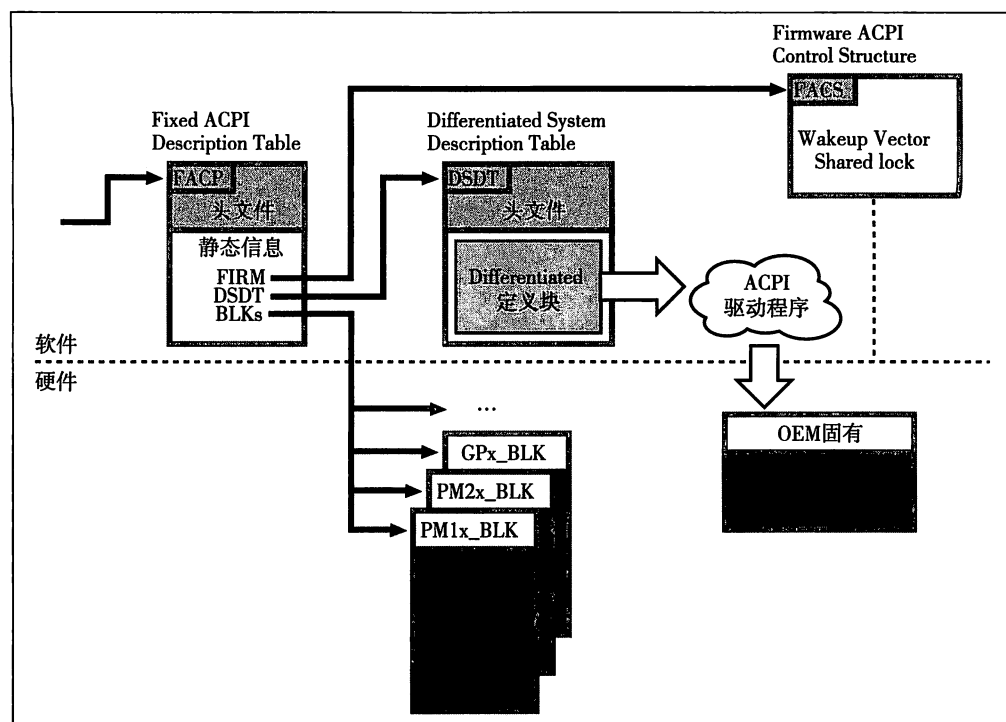 Firmware ACPI
Control Structure
FACS
Wakeup Vector
Shared lock
Fixed ACPI
Description Table
FACP
头文件
静态信息
FIRM
DSDT
BLKs
Differentiated System
Description Table
DSDT
头文件
Differentiated
定义块
ACPI
驱动程序
软件
硬件
...
GPx_BLK
PM2x_BLK
PM1x_BLK
OEM固有